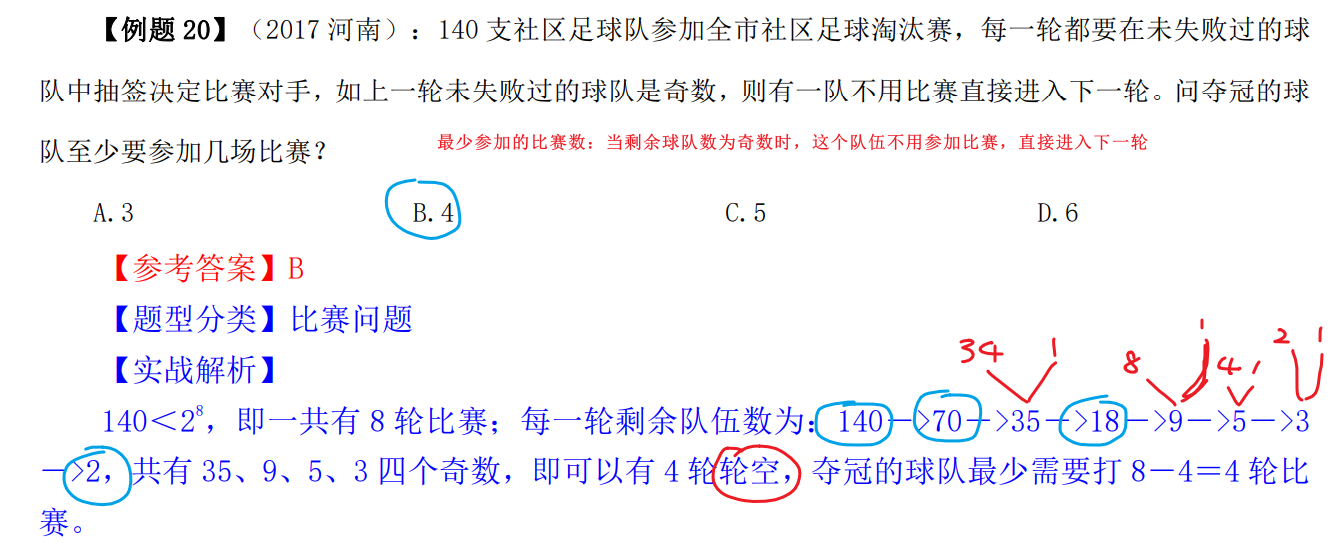 【例题 20】（2017 河南）：140 支社区足球队参加全市社区足球淘汰赛，每一轮都要在未失败过的球
队中抽签决定比赛对手，如上一轮未失败过的球队是奇数，则有一队不用比赛直接进入下一轮。问夺冠的球
队至少要参加几场比赛？
最少参加的比赛数：当剩余球队数为奇数时，这个队伍不用参加比赛，直接进入下一轮
A.3 B.4 C.5 D.6
【参考答案】B
【题型分类】比赛问题
【实战解析】
34 1 8 1 4 1 2 1
140＜2⁸，即一共有 8 轮比赛；每一轮剩余队伍数为：140－>70－>35－>18－>9－>5－>3
－>2，共有 35、9、5、3 四个奇数，即可以有 4 轮轮空，夺冠的球队最少需要打 8－4＝4 轮比
赛。